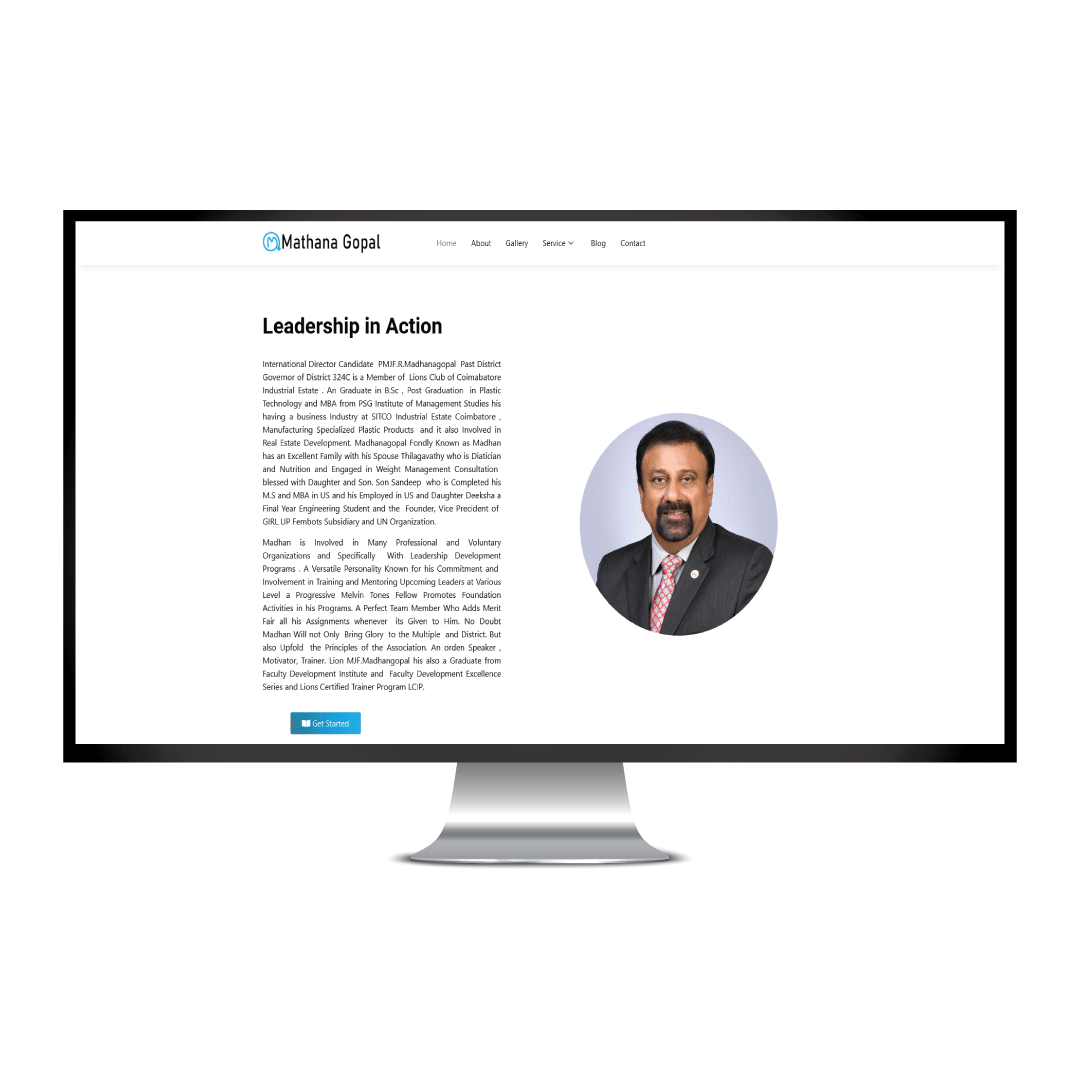 Mathana Gopal
Home About Gallery Service Blog Contact
Leadership in Action
International Director Candidate PMJF.R.Madhanagopal Past District
Governor of District 324C is a Member of Lions Club of Coimabatore
Industrial Estate . An Graduate in B.Sc , Post Graduation in Plastic
Technology and MBA from PSG Institute of Management Studies his
having a business Industry at SITCO Industrial Estate Coimbatore ,
Manufacturing Specialized Plastic Products and it also Involved in
Real Estate Development. Madhanagopal Fondly Known as Madhan
has an Excellent Family with his Spouse Thilagavathy who is Diatician
and Nutrition and Engaged in Weight Management Consultation
blessed with Daughter and Son. Son Sandeep who is Completed his
M.S and MBA in US and his Employed in US and Daughter Deeksha a
Final Year Engineering Student and the Founder, Vice Precident of
GIRL UP Fembots Subsidiary and UN Organization.
Madhan is Involved in Many Professional and Voluntary
Organizations and Specifically With Leadership Development
Programs . A Versatile Personality Known for his Commitment and
Involvement in Training and Mentoring Upcoming Leaders at Various
Level a Progressive Melvin Tones Fellow Promotes Foundation
Activities in his Programs. A Perfect Team Member Who Adds Merit
Fair all his Assignments whenever its Given to Him. No Doubt
Madhan Will not Only Bring Glory to the Multiple and District. But
also Upfold the Principles of the Association. An orden Speaker ,
Motivator, Trainer. Lion MJF.Madhangopal his also a Graduate from
Faculty Development Institute and Faculty Development Excellence
Series and Lions Certified Trainer Program LCIP.
Get Started